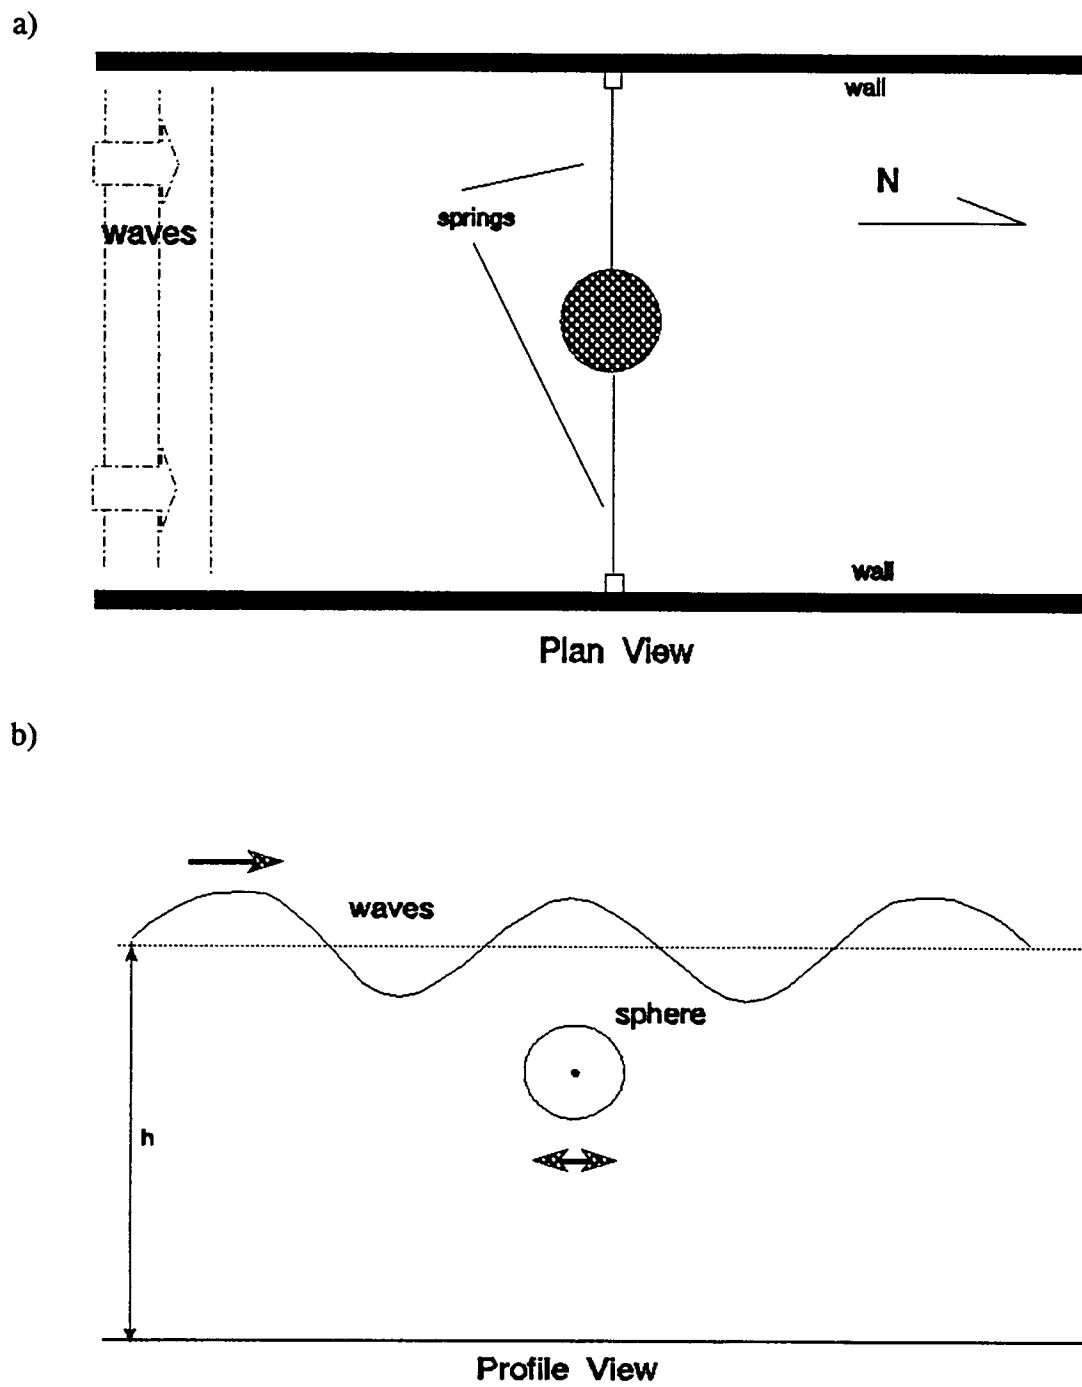 a)
wall
N
springs
waves
wall
Plan View
b)
waves
sphere
h
Profile View